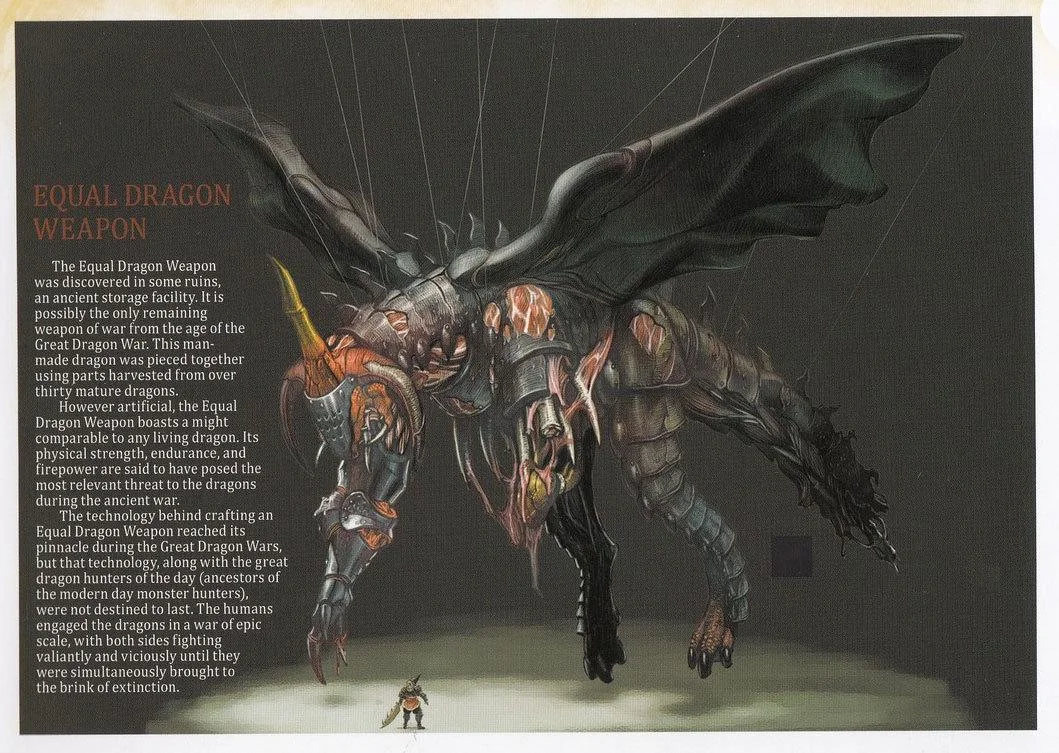 EQUAL DRAGON
WEAPON
The Equal Dragon Weapon
was discovered in some ruins,
an ancient storage facility. It is
possibly the only remaining
weapon of war from the age of the
Great Dragon War. This man-
made dragon was pieced together
using parts harvested from over
thirty mature dragons.
However artificial, the Equal
Dragon Weapon boasts a might
comparable to any living dragon. Its
physical strength, endurance, and
firepower are said to have posed the
most relevant threat to the dragons
during the ancient war.
The technology behind crafting an
Equal Dragon Weapon reached its
pinnacle during the Great Dragon Wars,
but that technology, along with the great
dragon hunters of the day (ancestors of
the modern day monster hunters),
were not destined to last. The humans
engaged the dragons in a war of epic
scale, with both sides fighting
valiantly and viciously until they
were simultaneously brought to
the brink of extinction.